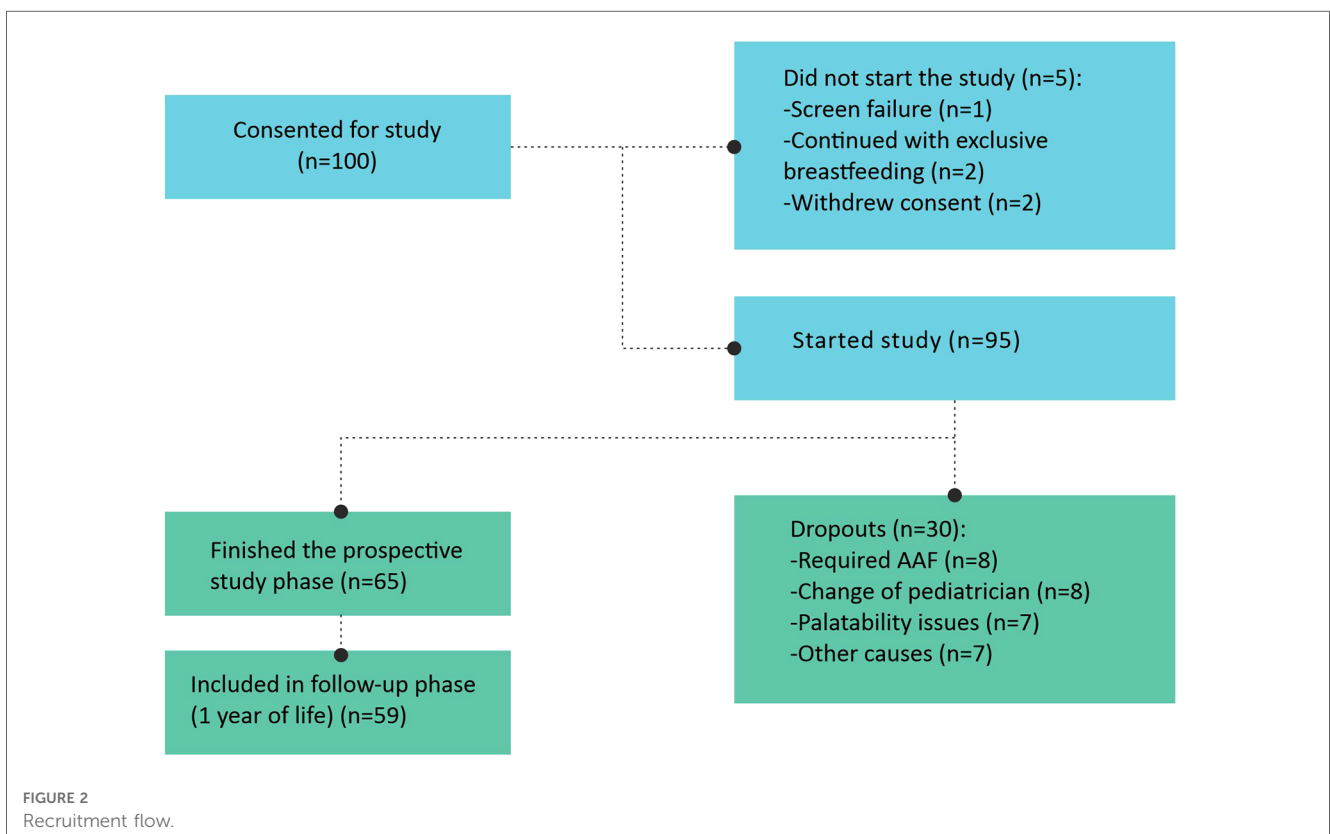 Consented for study
(n=100)
Did not start the study (n=5):
-Screen failure (n=1)
-Continued with exclusive
breastfeeding (n=2)
-Withdrew consent (n=2)
Started study (n=95)
Finished the prospective
study phase (n=65)
Dropouts (n=30):
-Required AAF (n=8)
-Change of pediatrician (n=8)
-Palatability issues (n=7)
-Other causes (n=7)
Included in follow-up phase
(1 year of life) (n=59)
FIGURE 2
Recruitment flow.